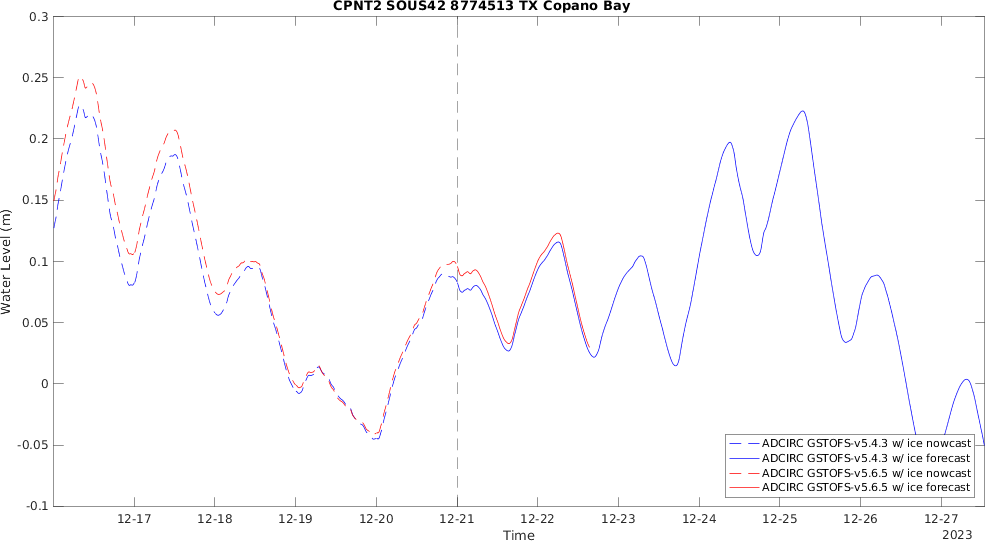 CPNT2 SOUS42 8774513 TX Copano Bay
0.3
0.25
0.2
0.15
0.1
0.05
0
-0.05
-0.1
Water Level (m)
12-17 12-18 12-19 12-20 12-21 12-22 12-23 12-24 12-25 12-26 12-27
2023
Time
ADCIRC GSTOFS-v5.4.3 w/ ice nowcast
ADCIRC GSTOFS-v5.4.3 w/ ice forecast
ADCIRC GSTOFS-v5.6.5 w/ ice nowcast
ADCIRC GSTOFS-v5.6.5 w/ ice forecast